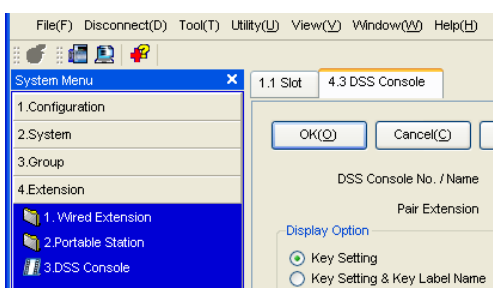 File(F) Disconnect(D) Tool(T) Utility(U) View(V) Window(W) Help(H)
System Menu
1.1 Slot 4.3 DSS Console
1.Configuration
2.System
3.Group
4.Extension
1. Wired Extension
2.Portable Station
3.DSS Console
OK(O) Cancel(C)
DSS Console No. / Name
Pair Extension
Display Option
Key Setting
Key Setting & Key Label Name